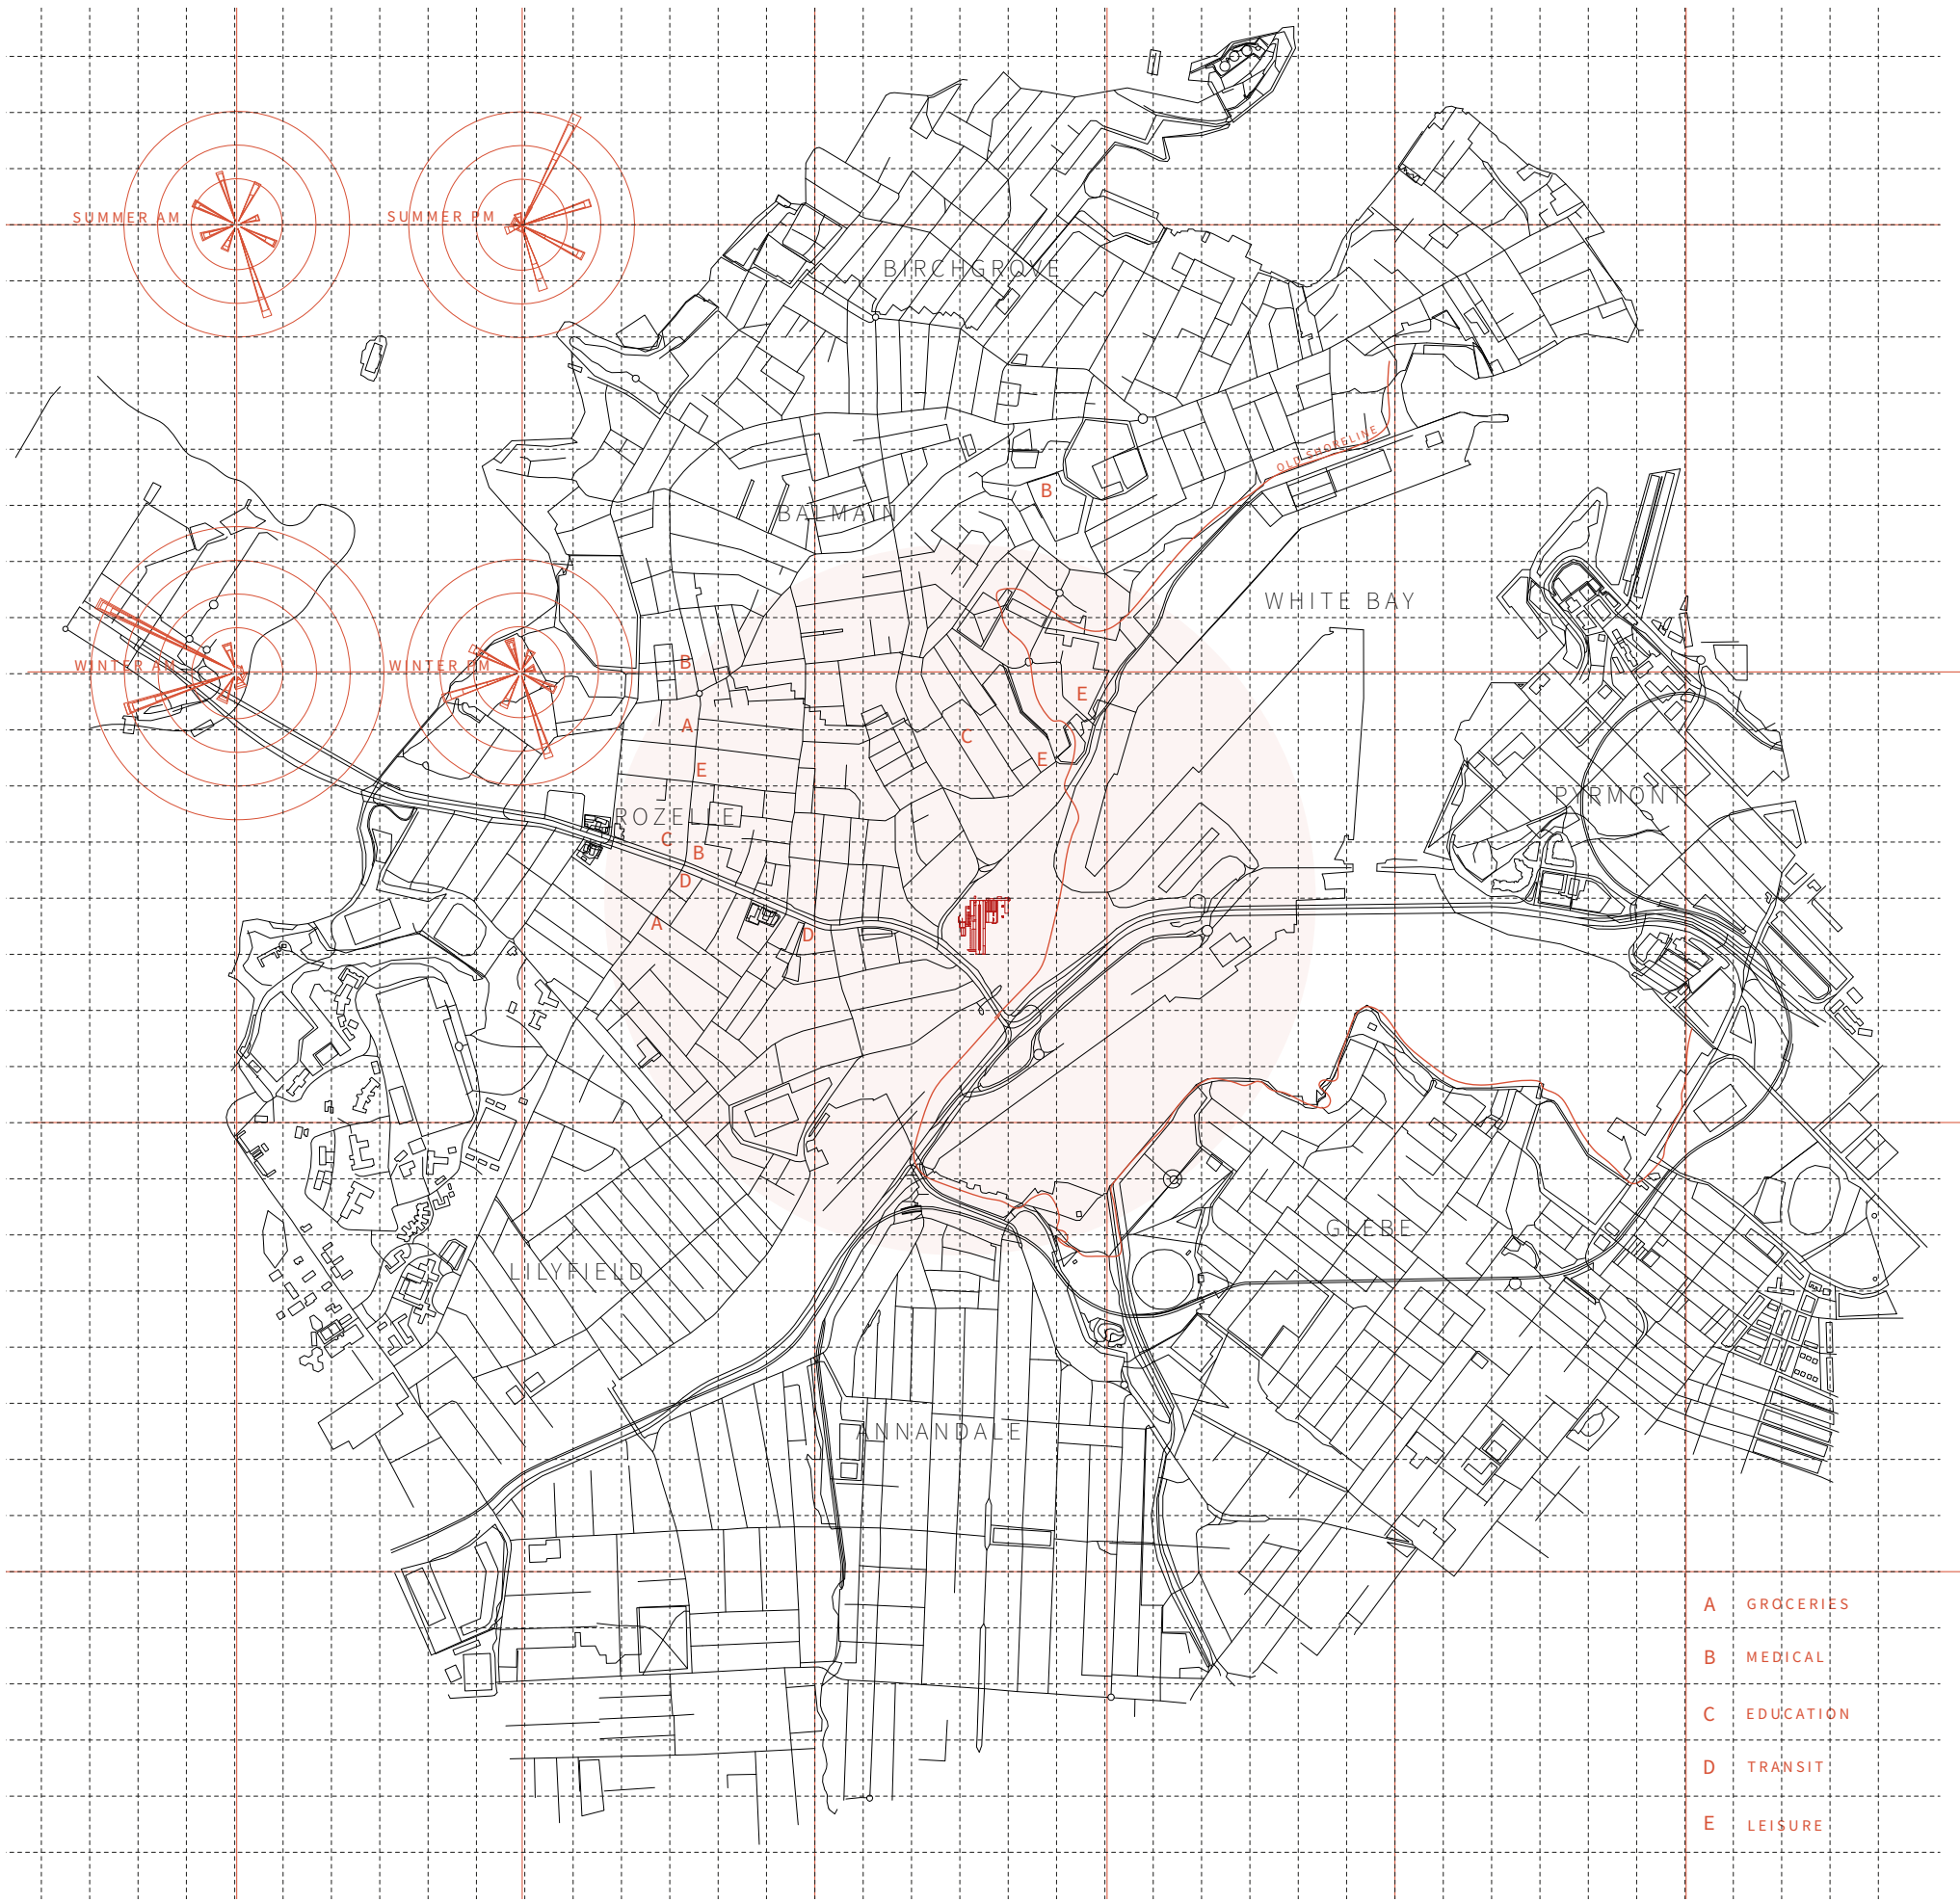 SUMMER AM
SUMMER PM
BIRCHGROVE
OLD SHORELINE
B
BALMAIN
WHITE BAY
WINTER AM
WINTER PM
B
E
A
C
E
E
PYRMONT
ROZELLE
C
B
D
A
D
GLEBE
LILYFIELD
ANNANDALE
A GROCERIES
B MEDICAL
C EDUCATION
D TRANSIT
E LEISURE